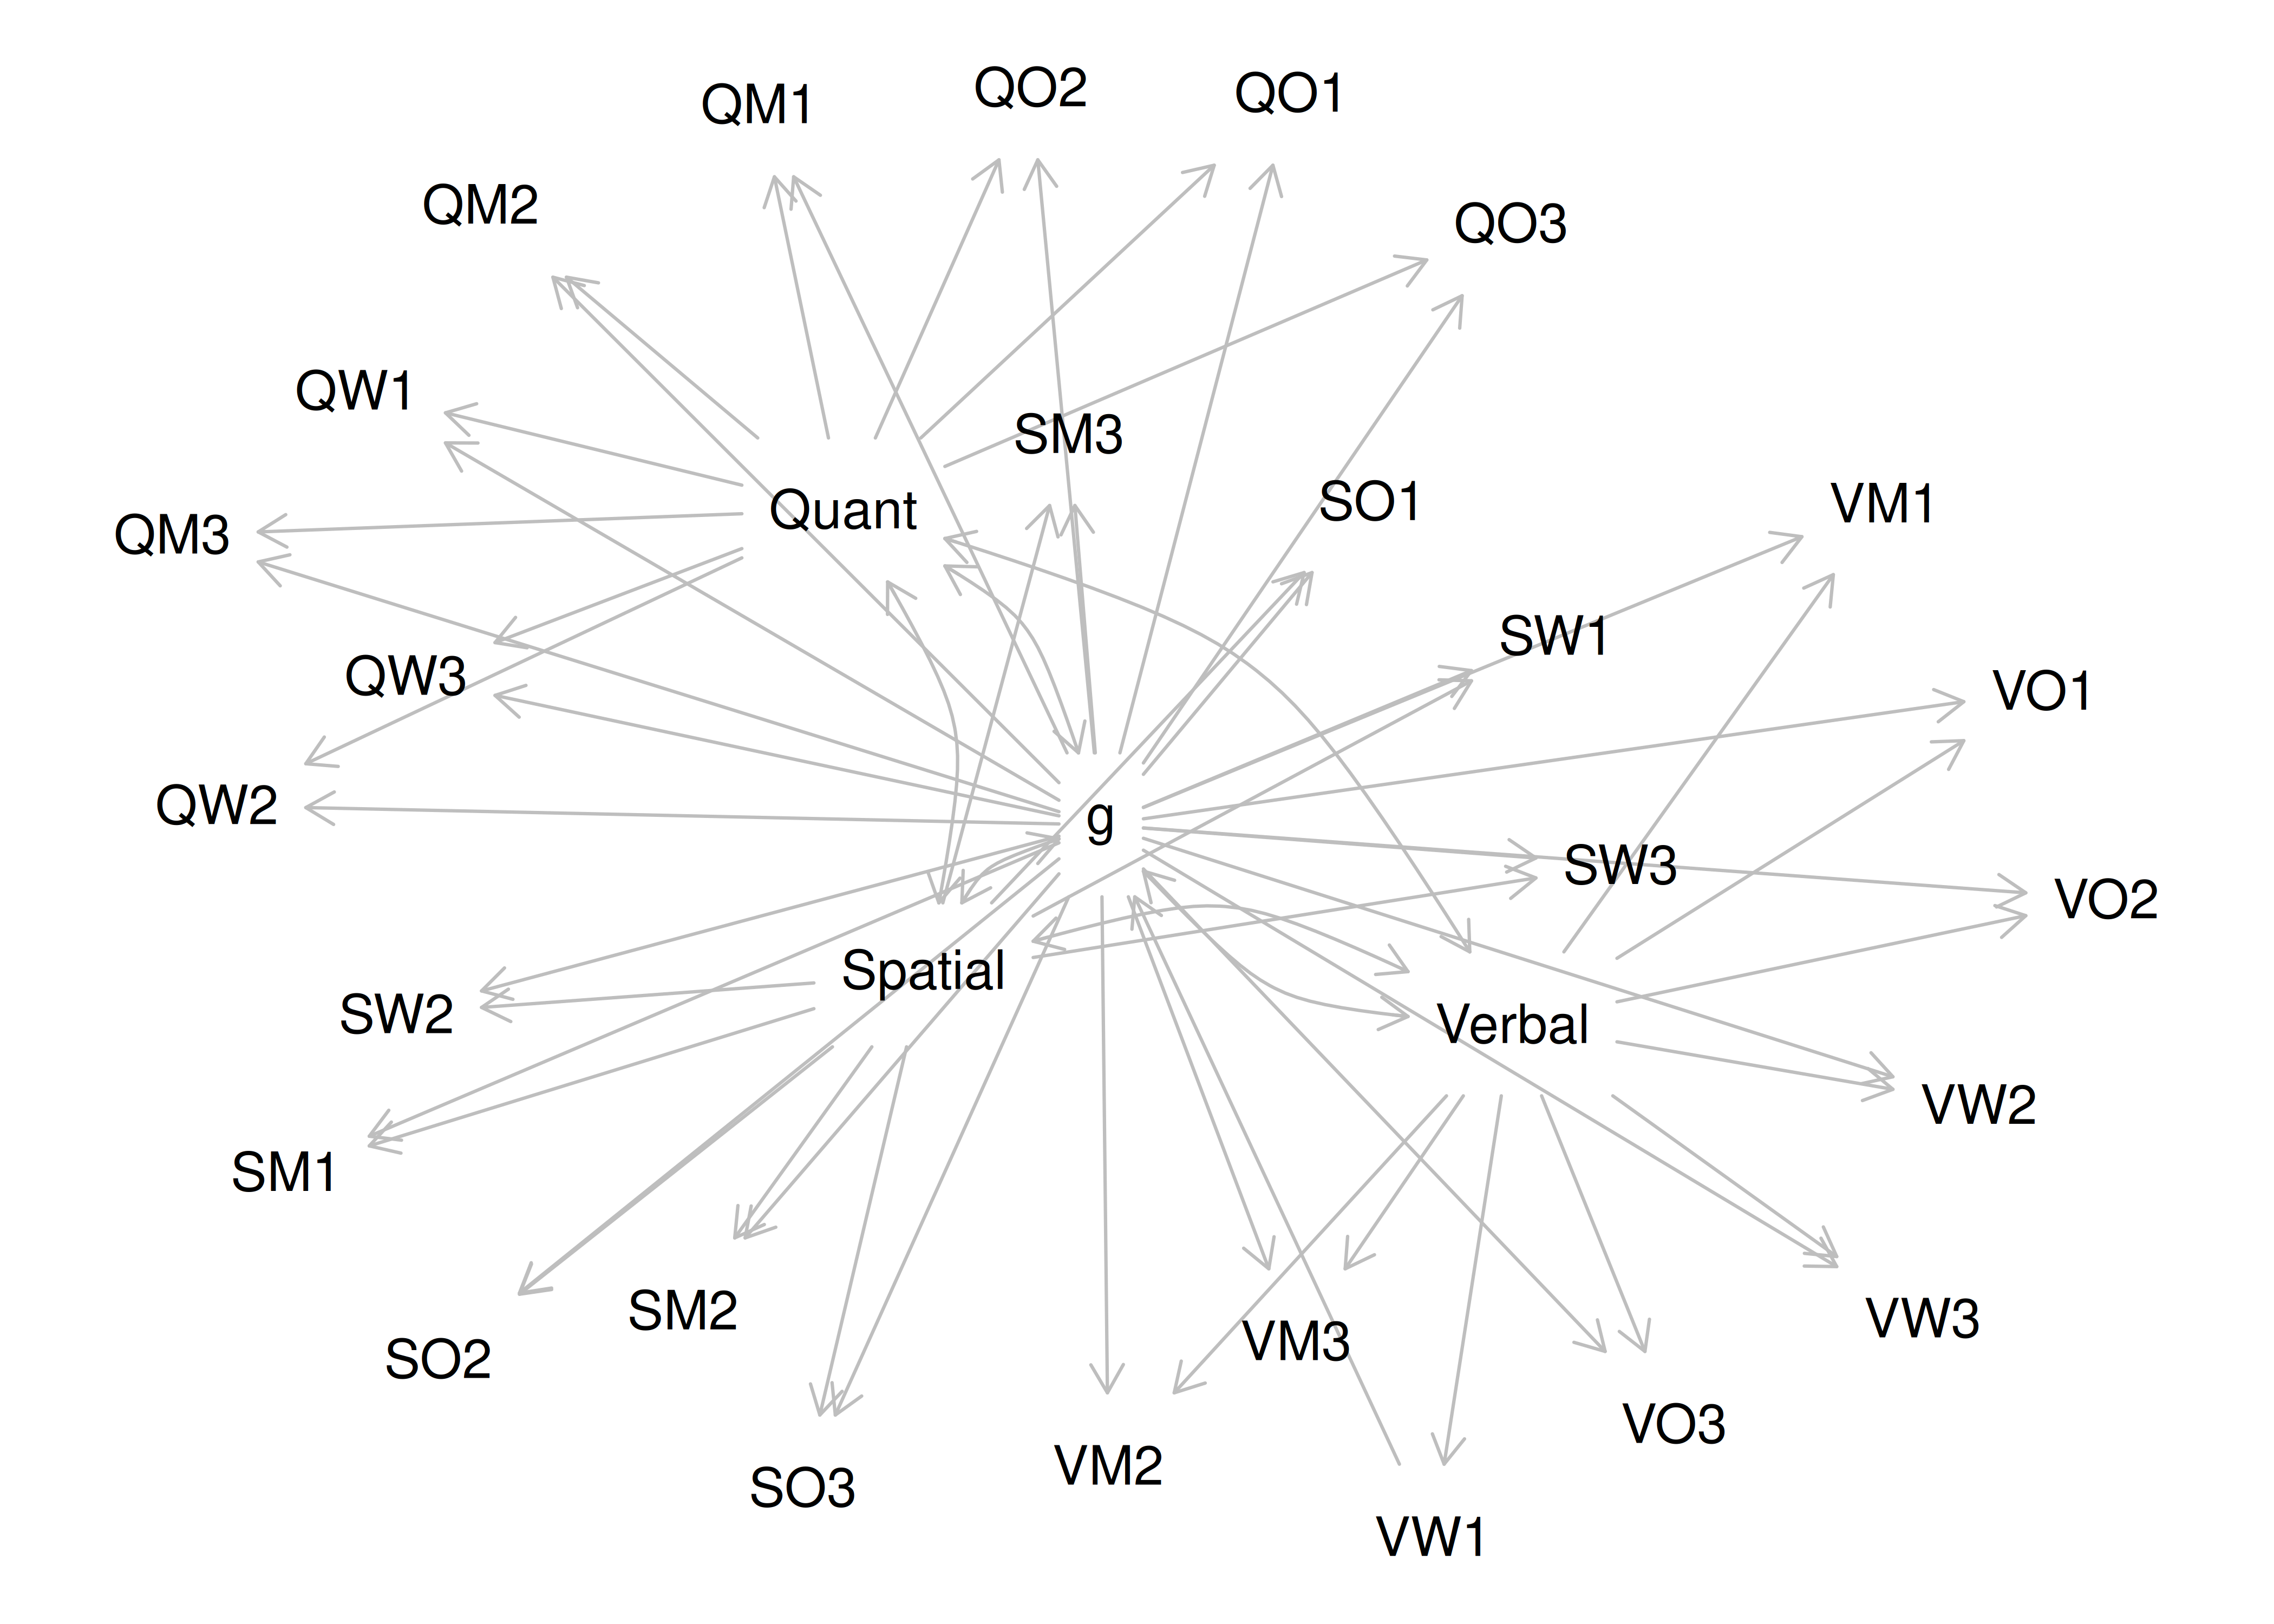 QO2
QO1
QM1
QM2
QO3
QW1
SM3
SO1
VM1
Quant
QM3
SW1
QW3
VO1
QW2
g
SW3
VO2
Spatial
SW2
Verbal
VW2
SM1
SM2
VW3
VM3
SO2
VO3
VM2
SO3
VW1